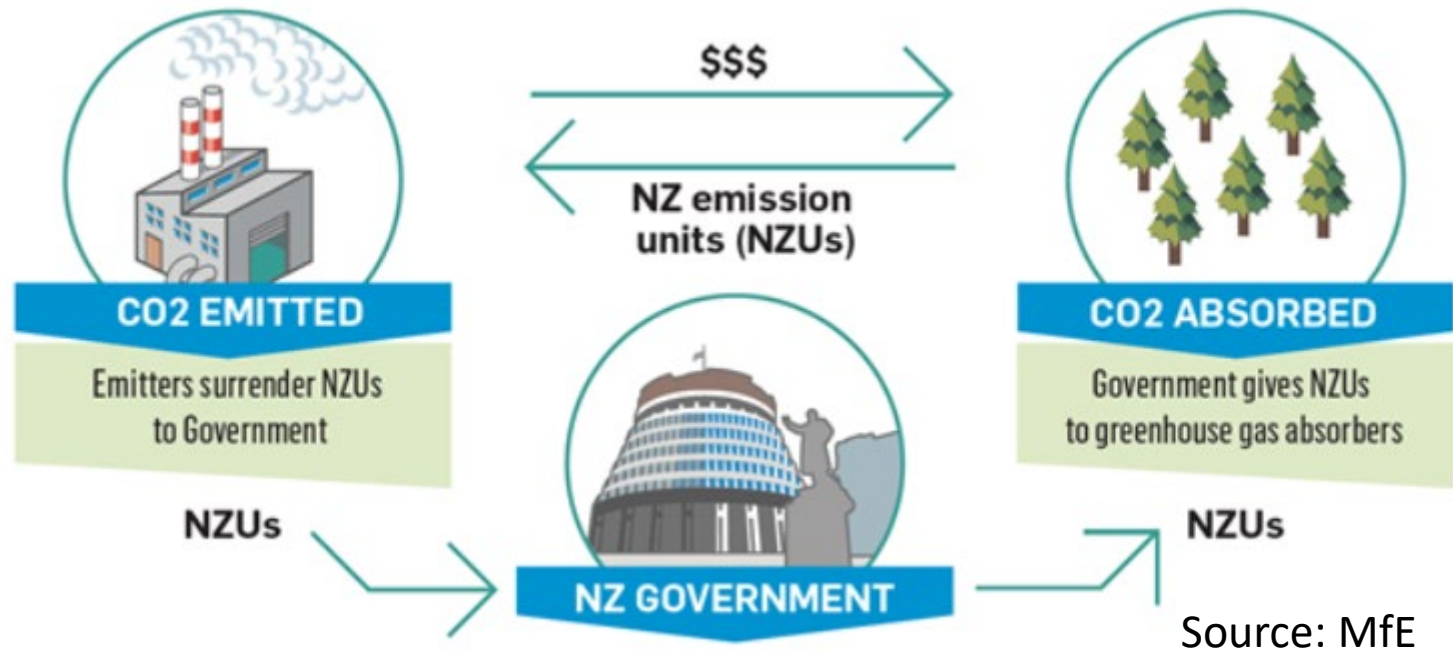 $$$
NZ emission
units (NZUs)
CO2 EMITTED
Emitters surrender NZUs
to Government
CO2 ABSORBED
Government gives NZUs
to greenhouse gas absorbers
NZUs
NZUs
NZ GOVERNMENT
Source: MfE